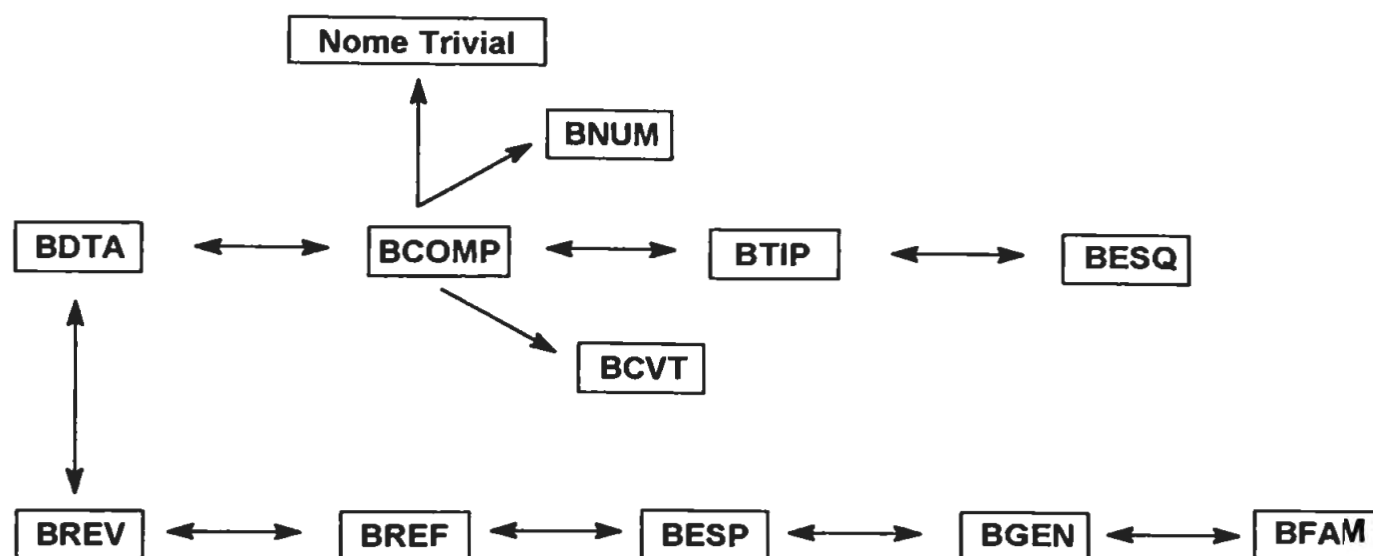 Nome Trivial
BNUM
BDTA BCOMP BTIP BESQ
BCVT
BREV BREF BESP BGEN BFAM